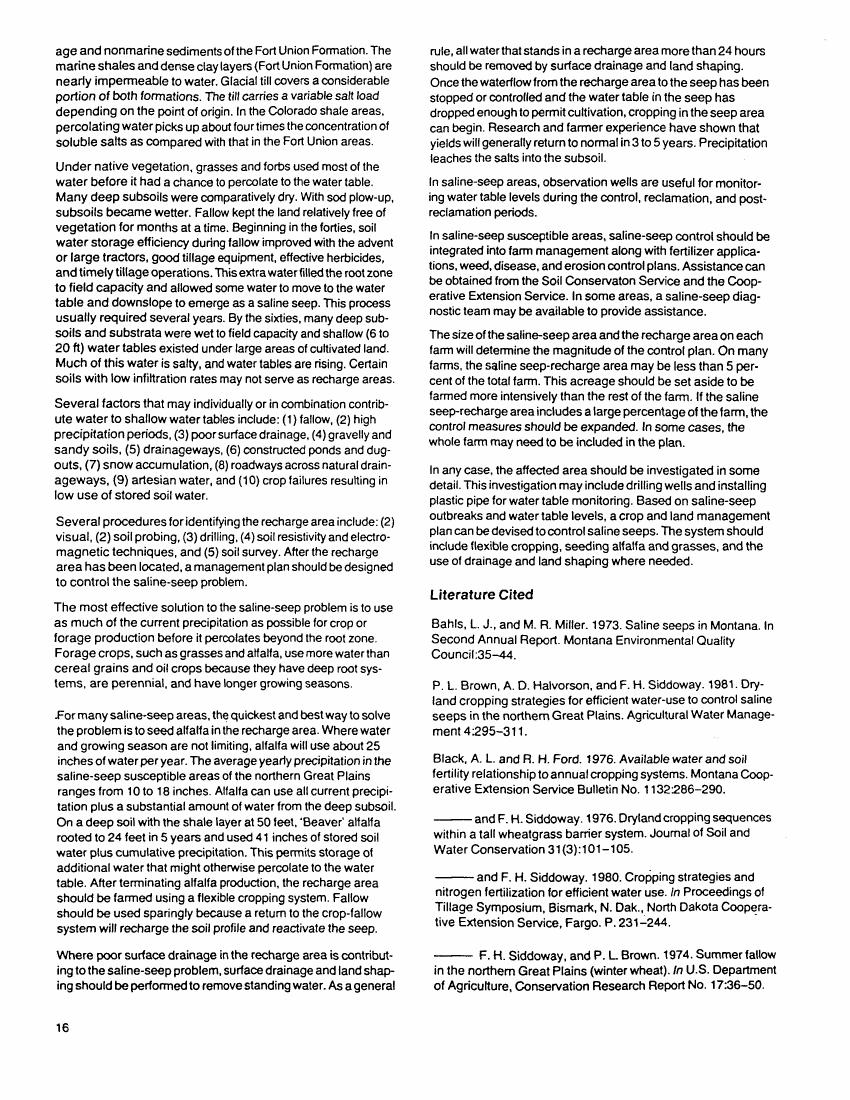 age and nonmarine sediments of the Fort Union Formation. The
marine shales and dense clay layers (Fort Union Formation) are
nearly impermeable to water. Glacial till covers a considerable
portion of both formations. The till carries a variable salt load
depending on the point of origin. In the Colorado shale areas,
percolating water picks up about four times the concentration of
soluble salts as compared with that in the Fort Union areas.
Under native vegetation, grasses and forbs used most of the
water before it had a chance to percolate to the water table.
Many deep subsoils were comparatively dry. With sod plow-up,
subsoils became wetter. Fallow kept the land relatively free of
vegetation for months at a time. Beginning in the forties, soil
water storage efficiency during fallow improved with the advent
or large tractors, good tillage equipment, effective herbicides,
and timely tillage operations. This extra water filled the root zone
to field capacity and allowed some water to move to the water
table and downslope to emerge as a saline seep. This process
usually required several years. By the sixties, many deep sub-
soils and substrata were wet to field capacity and shallow (6 to
20 ft) water tables existed under large areas of cultivated land.
Much of this water is salty, and water tables are rising. Certain
soils with low infiltration rates may not serve as recharge areas.
Several factors that may individually or in combination contrib-
ute water to shallow water tables include: (1) fallow, (2) high
precipitation periods, (3) poor surface drainage, (4) gravelly and
sandy soils, (5) drainageways, (6) constructed ponds and dug-
outs, (7) snow accumulation, (8) roadways across natural drain-
ageways, (9) artesian water, and (10) crop failures resulting in
low use of stored soil water.
Several procedures for identifying the recharge area include: (2)
visual, (2) soil probing, (3) drilling, (4) soil resistivity and electro-
magnetic techniques, and (5) soil survey. After the recharge
area has been located, a management plan should be designed
to control the saline-seep problem.
The most effective solution to the saline-seep problem is to use
as much of the current precipitation as possible for crop or
forage production before it percolates beyond the root zone.
Forage crops, such as grasses and alfalfa, use more water than
cereal grains and oil crops because they have deep root sys-
tems, are perennial, and have longer growing seasons.
For many saline-seep areas, the quickest and best way to solve
the problem is to seed alfalfa in the recharge area. Where water
and growing season are not limiting, alfalfa will use about 25
inches of water per year. The average yearly precipitation in the
saline-seep susceptible areas of the northern Great Plains
ranges from 10 to 18 inches. Alfalfa can use all current precipi-
tation plus a substantial amount of water from the deep subsoil.
On a deep soil with the shale layer at 50 feet, 'Beaver' alfalfa
rooted to 24 feet in 5 years and used 41 inches of stored soil
water plus cumulative precipitation. This permits storage of
additional water that might otherwise percolate to the water
table. After terminating alfalfa production, the recharge area
should be farmed using a flexible cropping system. Fallow
should be used sparingly because a return to the crop-fallow
system will recharge the soil profile and reactivate the seep.
Where poor surface drainage in the recharge area is contribut-
ing to the saline-seep problem, surface drainage and land shap-
ing should be performed to remove standing water. As a general
16
rule, all water that stands in a recharge area more than 24 hours
should be removed by surface drainage and land shaping.
Once the waterflow from the recharge area to the seep has been
stopped or controlled and the water table in the seep has
dropped enough to permit cultivation, cropping in the seep area
can begin. Research and farmer experience have shown that
yields will generally return to normal in 3 to 5 years. Precipitation
leaches the salts into the subsoil.
In saline-seep areas, observation wells are useful for monitor-
ing water table levels during the control, reclamation, and post-
reclamation periods.
In saline-seep susceptible areas, saline-seep control should be
integrated into farm management along with fertilizer applica-
tions, weed, disease, and erosion control plans. Assistance can
be obtained from the Soil Conservaton Service and the Coop-
erative Extension Service. In some areas, a saline-seep diag-
nostic team may be available to provide assistance.
The size of the saline-seep area and the recharge area on each
farm will determine the magnitude of the control plan. On many
farms, the saline seep-recharge area may be less than 5 per-
cent of the total farm. This acreage should be set aside to be
farmed more intensively than the rest of the farm. If the saline
seep-recharge area includes a large percentage of the farm, the
control measures should be expanded. In some cases, the
whole farm may need to be included in the plan.
In any case, the affected area should be investigated in some
detail. This investigation may include drilling wells and installing
plastic pipe for water table monitoring. Based on saline-seep
outbreaks and water table levels, a crop and land management
plan can be devised to control saline seeps. The system should
include flexible cropping, seeding alfalfa and grasses, and the
use of drainage and land shaping where needed.
Literature Cited
Bahls, L. J., and M. R. Miller. 1973. Saline seeps in Montana. In
Second Annual Report. Montana Environmental Quality
Council:35–44.
P. L. Brown, A. D. Halvorson, and F. H. Siddoway. 1981. Dry-
land cropping strategies for efficient water-use to control saline
seeps in the northern Great Plains. Agricultural Water Manage-
ment 4:295-311.
Black, A. L. and R. H. Ford. 1976. Available water and soil
fertility relationship to annual cropping systems. Montana Coop-
erative Extension Service Bulletin No. 1132:286–290.
——— and F. H. Siddoway. 1976. Dryland cropping sequences
within a tall wheatgrass barrier system. Journal of Soil and
Water Conservation 31(3):101–105.
——— and F. H. Siddoway. 1980. Cropping strategies and
nitrogen fertilization for efficient water use. In Proceedings of
Tillage Symposium, Bismark, N. Dak., North Dakota Coopera-
tive Extension Service, Fargo. P. 231–244.
——— F. H. Siddoway, and P. L. Brown. 1974. Summer fallow
in the northern Great Plains (winter wheat). In U.S. Department
of Agriculture, Conservation Research Report No. 17:36–50.